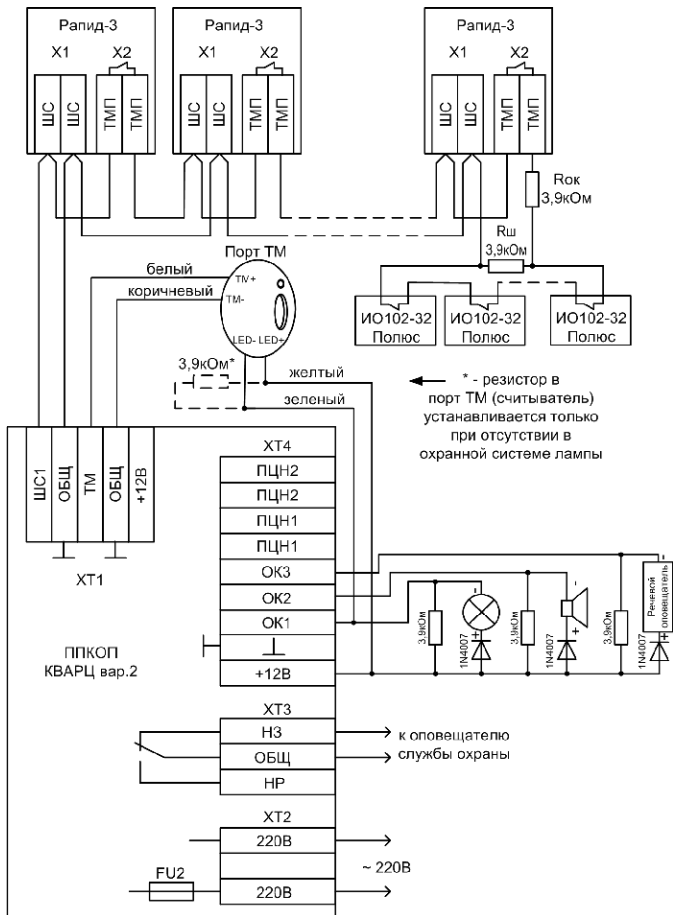 Рапид-3
Рапид-3
Рапид-3
X1
X2
X1
X2
X1
X2
ШС
ШС
ТМП
ТМП
ШС
ШС
ТМП
ТМП
ШС
ШС
ТМП
ТМП
Rок
3,9кОм
Rш
3,9кОм
Порт ТМ
белый
ТМ+
коричневый
ТМ-
LED-
LED+
ИО102-32
Полюс
ИО102-32
Полюс
ИО102-32
Полюс
3,9кОм*
желтый
зеленый
* - резистор в
порт ТМ (считыватель)
устанавливается только
при отсутствии в
охранной системе лампы
ШС1
ОБЩ
ТМ
ОБЩ
+12В
XT1
XT4
ПЦН2
ПЦН2
ПЦН1
ПЦН1
ОК3
ОК2
ОК1
+12В
3,9кОм
-
+
1N4007
3,9кОм
-
+
1N4007
3,9кОм
-
Речевой
оповещатель
+
1N4007
ППКОП
КВАРЦ вар.2
XT3
НЗ
ОБЩ
НР
к оповещателю
службы охраны
XT2
220В
220В
~ 220В
FU2